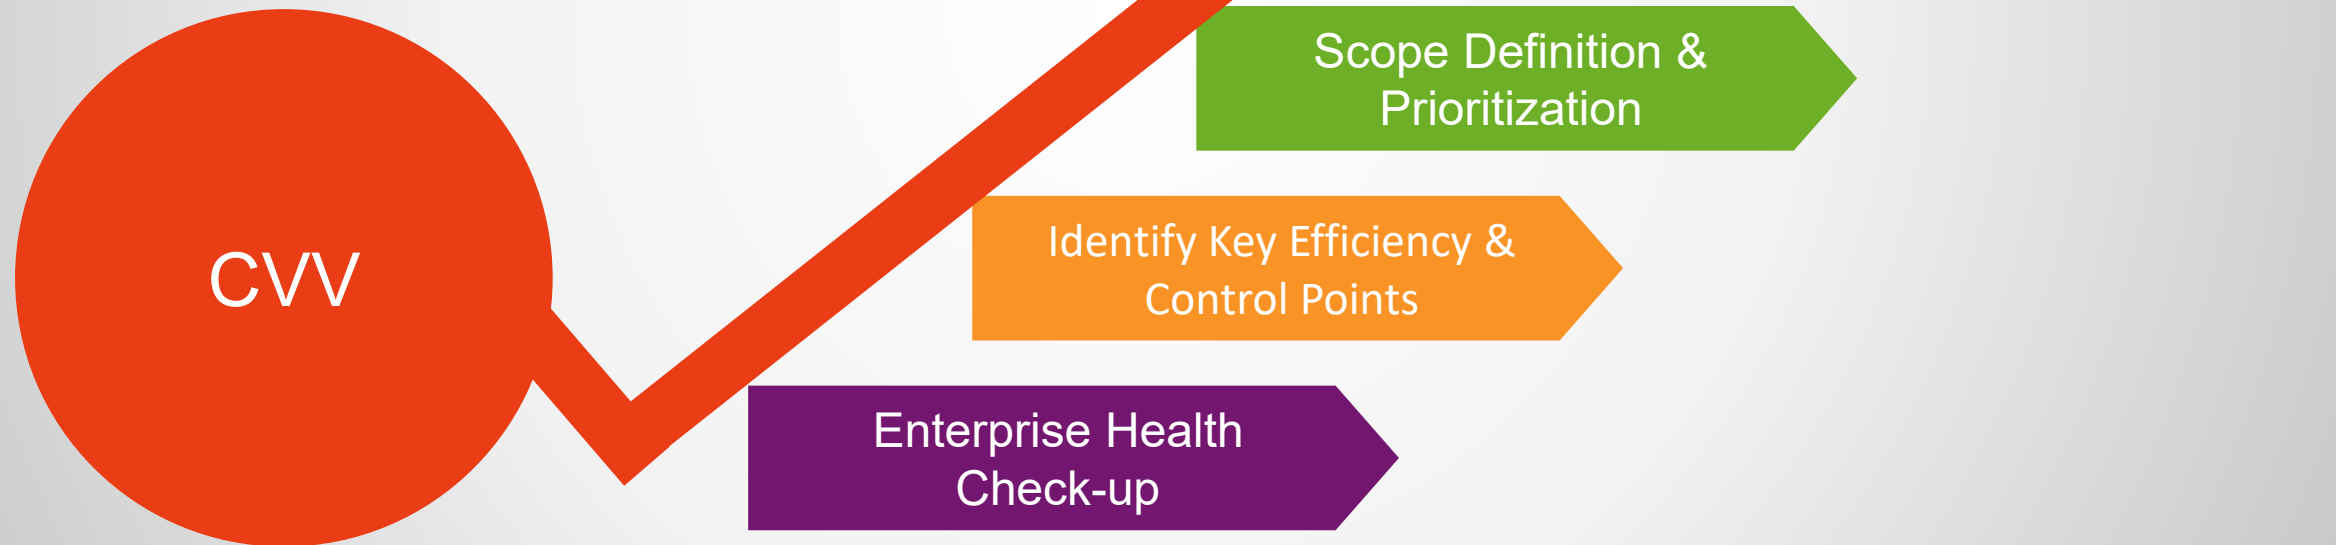 Scope Definition &
Prioritization
CVV
Identify Key Efficiency &
Control Points
Enterprise Health
Check-up